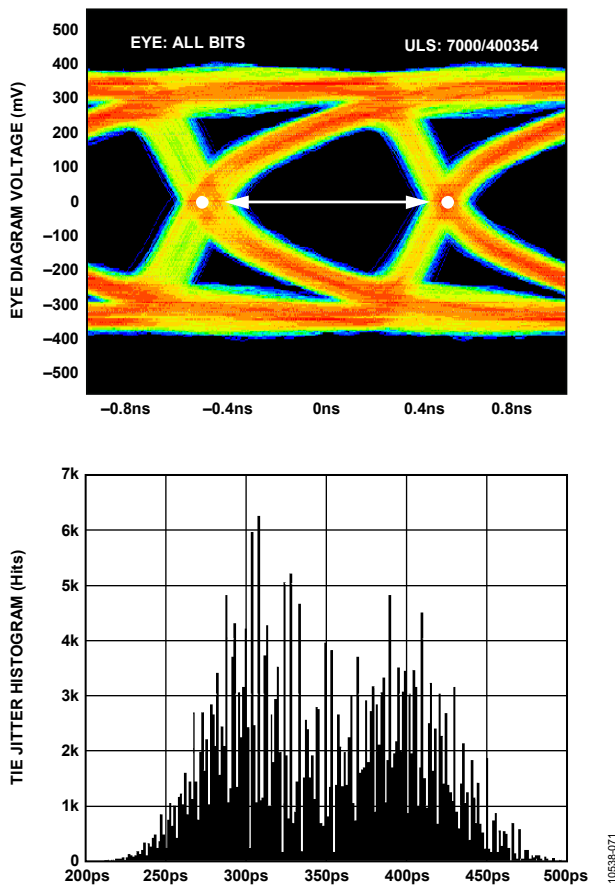 EYE DIAGRAM VOLTAGE (mV)
500
400
300
200
100
0
–100
–200
–300
–400
–500
EYE: ALL BITS
ULS: 7000/400354
–0.8ns –0.4ns 0ns 0.4ns 0.8ns
TIE JITTER HISTOGRAM (Hits)
7k
6k
5k
4k
3k
2k
1k
0
200ps 250ps 300ps 350ps 400ps 450ps 500ps
10638-071